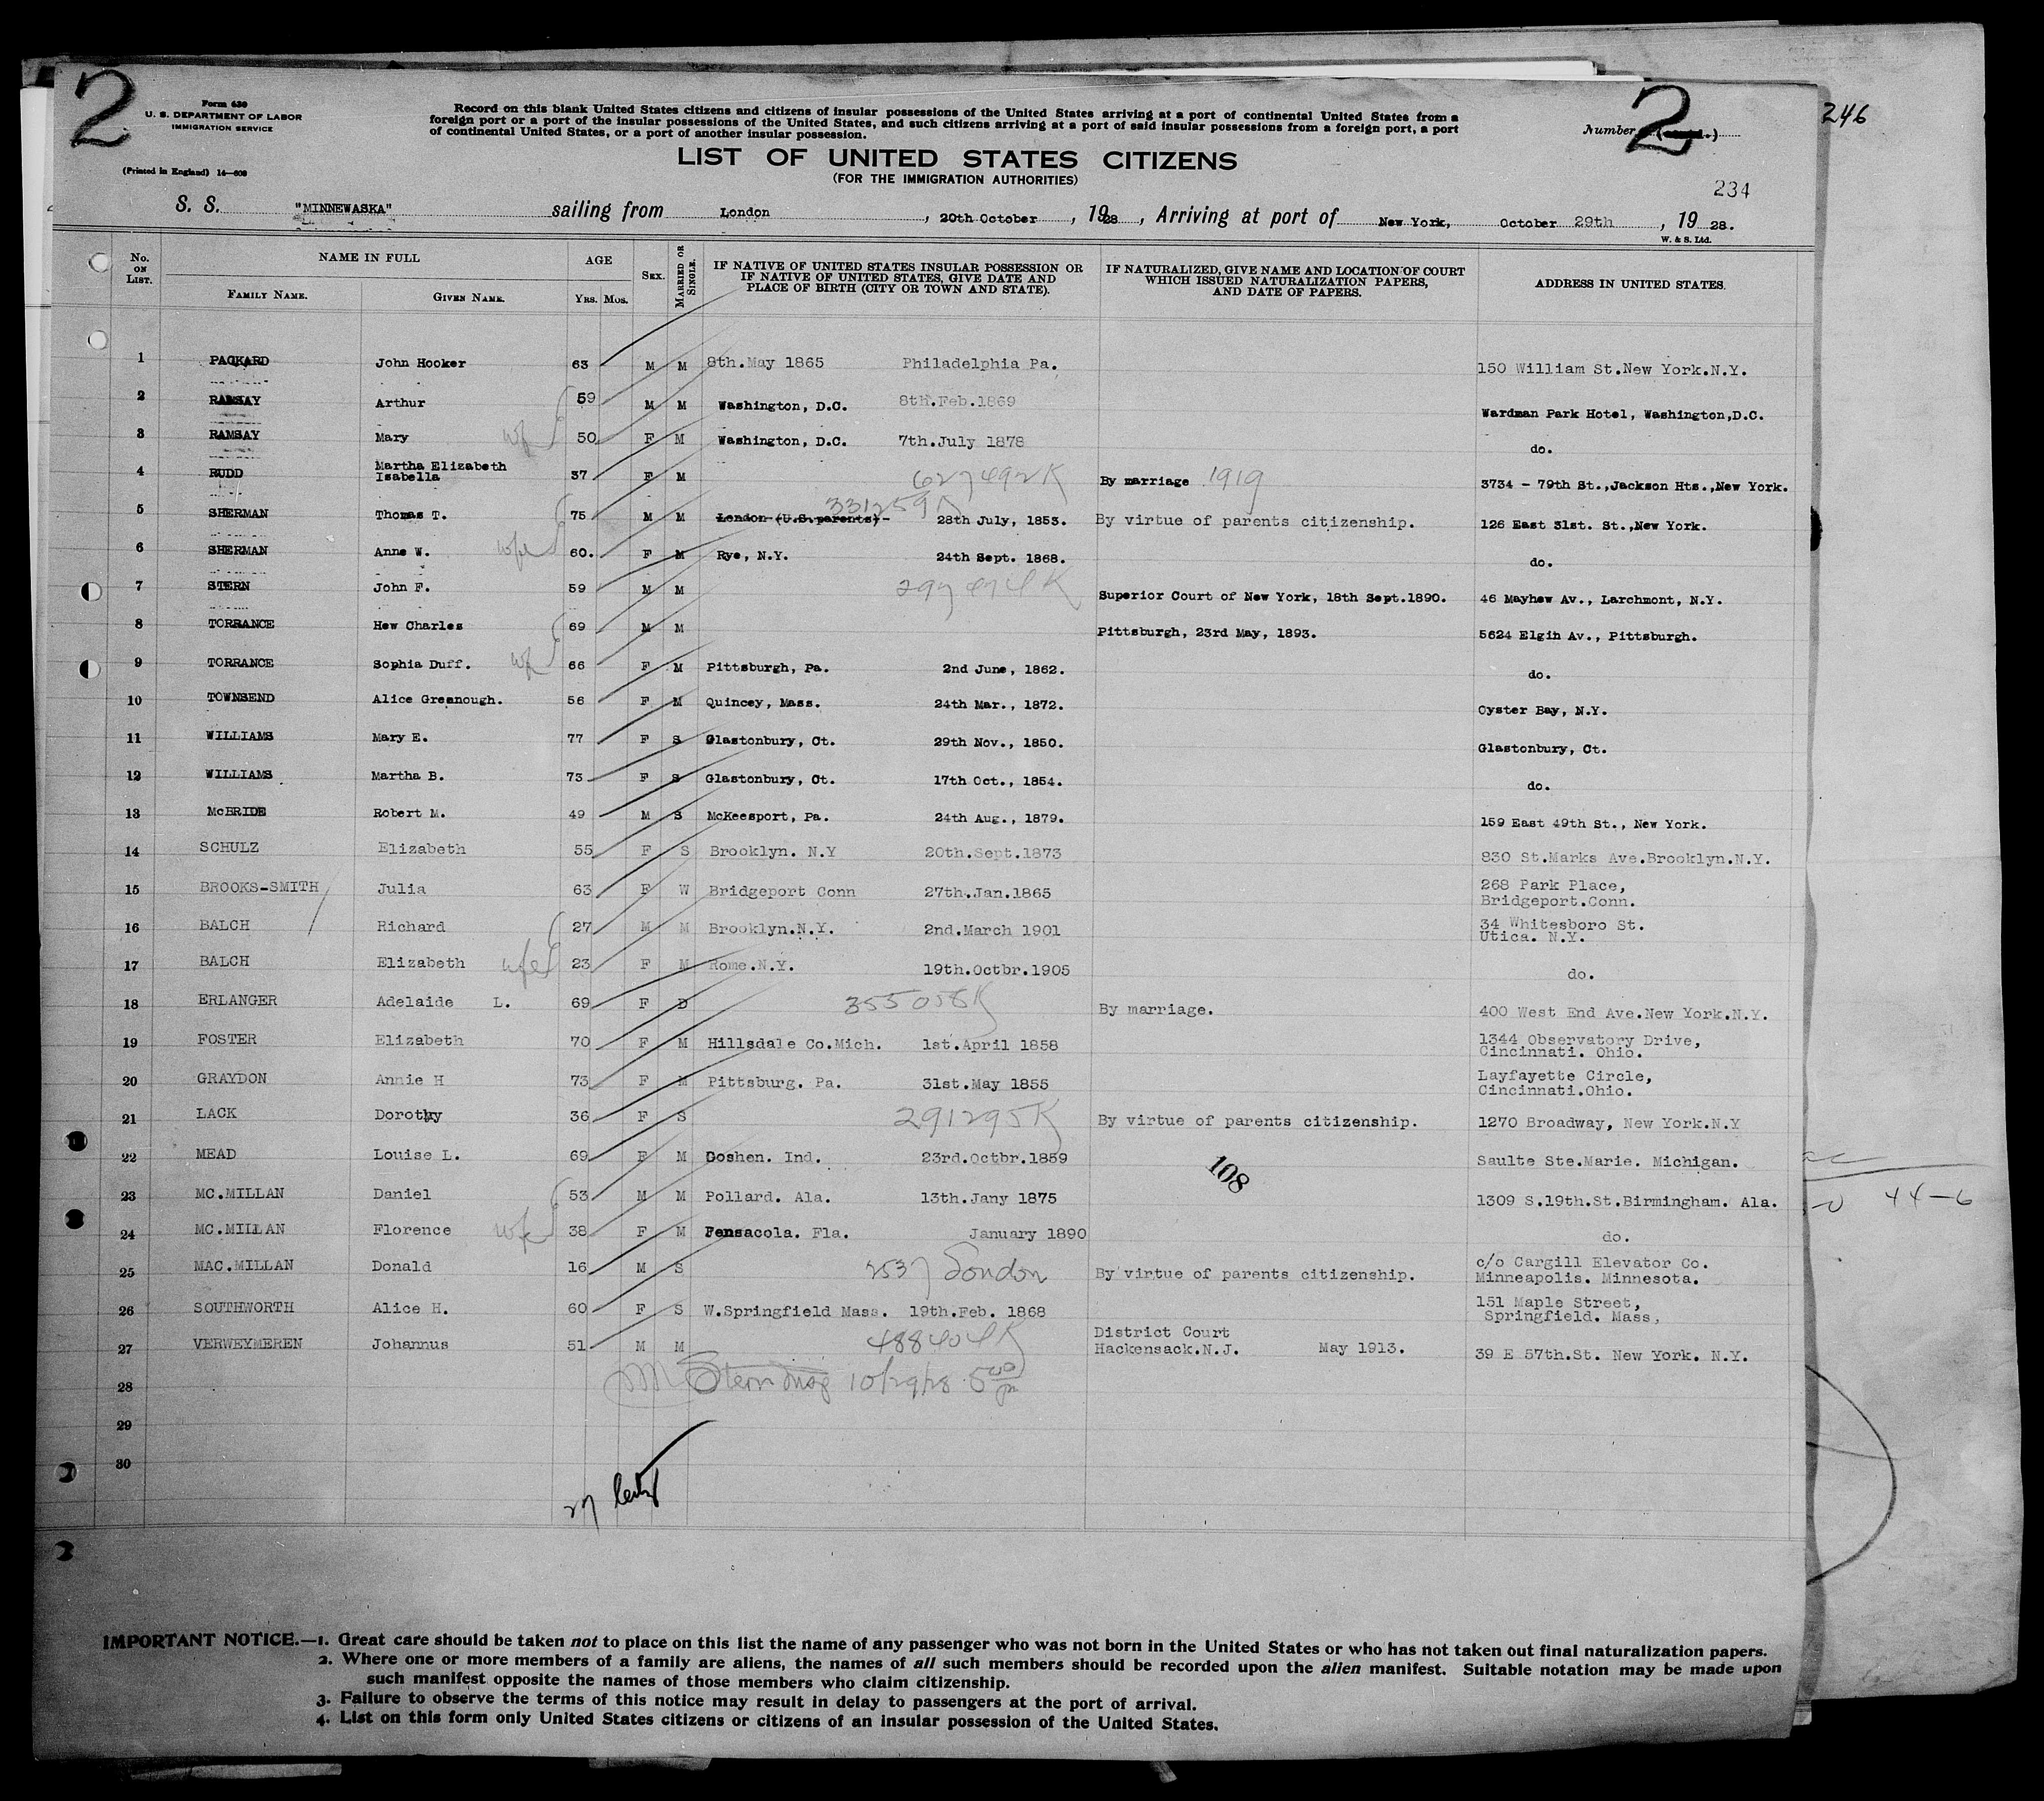 2
Form 630
U. S. DEPARTMENT OF LABOR
IMMIGRATION SERVICE
(Printed in England) 14—609
Record on this blank United States citizens and citizens of insular possessions of the United States arriving at a port of continental United States from a
foreign port or a port of the insular possessions of the United States, and such citizens arriving at a port of said insular possessions from a foreign port, a port
of continental United States, or a port of another insular possession.
Number 2
246
LIST OF UNITED STATES CITIZENS
(FOR THE IMMIGRATION AUTHORITIES)
234
S. S. "MINNEWASKA" sailing from London, 20th October, 1928, Arriving at port of New York, October 29th, 1928.
W. & S. Ltd.
No. ON LIST. NAME IN FULL AGE SEX. MARRIED OR SINGLE. IF NATIVE OF UNITED STATES INSULAR POSSESSION OR IF NATIVE OF UNITED STATES, GIVE DATE AND PLACE OF BIRTH (CITY OR TOWN AND STATE). IF NATURALIZED, GIVE NAME AND LOCATION OF COURT WHICH ISSUED NATURALIZATION PAPERS, AND DATE OF PAPERS. ADDRESS IN UNITED STATES.
FAMILY NAME. GIVEN NAME. YRS. MOS.
1 PACKARD John Hooker 63 M M 8th.May 1865 Philadelphia Pa. 150 William St.New York.N.Y.
2 RAMSAY Arthur 59 M M Washington, D.C. 8th.Feb.1869 Wardman Park Hotel, Washington,D.C.
3 RAMSAY Mary wf 50 F M Washington, D.C. 7th.July 1878 do.
4 RUDD Martha Elizabeth Isabella 37 F M 627492K By marriage 1919 3734 - 79th St.,Jackson Hts.,New York.
5 SHERMAN Thomas T. 75 M M London (U.S.parents)- 331259K 28th July, 1853. By virtue of parents citizenship. 126 East 31st. St.,New York.
6 SHERMAN Anne W. wfe 60. F M Rye, N.Y. 24th Sept. 1868. do.
7 STERN John F. 59 M M Superior Court of New York, 18th Sept.1890. 46 Mayhew Av., Larchmont, N.Y.
8 TORRANCE Hew Charles 69 M M Pittsburgh, 23rd May, 1893. 5624 Elgin Av., Pittsburgh.
9 TORRANCE Sophia Duff. wf 66 F M Pittsburgh, Pa. 2nd June, 1862. do.
10 TOWNSEND Alice Greenough. 56 F M Quincey, Mass. 24th Mar., 1872. Oyster Bay, N.Y.
11 WILLIAMS Mary E. 77 F S Glastonbury, Ct. 29th Nov., 1850. Glastonbury, Ct.
12 WILLIAMS Martha B. 73 F S Glastonbury, Ct. 17th Oct., 1854. do.
13 McBRIDE Robert M. 49 M S McKeesport, Pa. 24th Aug., 1879. 159 East 49th St., New York.
14 SCHULZ Elizabeth 55 F S Brooklyn. N.Y 20th.Sept.1873 830 St.Marks Ave.Brooklyn.N.Y.
15 BROOKS-SMITH Julia 63 F W Bridgeport Conn 27th.Jan.1865 268 Park Place, Bridgeport.Conn.
16 BALCH Richard 27 M M Brooklyn.N.Y. 2nd.March 1901 34 Whitesboro St. Utica. N.Y.
17 BALCH Elizabeth wfe 23 F M Rome.N.Y. 19th.Octbr.1905 do.
18 ERLANGER Adelaide L. 69 F D 355058K By marriage. 400 West End Ave.New York.N.Y.
19 FOSTER Elizabeth 70 F M Hillsdale Co.Mich. 1st.April 1858 1344 Observatory Drive, Cincinnati. Ohio.
20 GRAYDON Annie H 73 F M Pittsburg. Pa. 31st.May 1855 Layfayette Circle, Cincinnati.Ohio.
21 LACK Dorothy 36 F S 291295K By virtue of parents citizenship. 1270 Broadway, New York.N.Y
22 MEAD Louise L. 69 F M Goshen. Ind. 23rd.Octbr.1859 Saulte Ste.Marie. Michigan.
108
23 MC.MILLAN Daniel 53 M M Pollard. Ala. 13th.Jany 1875 1309 S.19th.St.Birmingham. Ala.
44-6
24 MC.MILLAN Florence wfe 38 F M Pensacola. Fla. January 1890 do.
25 MAC.MILLAN Donald 16 M S 2537 London By virtue of parents citizenship. c/o Cargill Elevator Co. Minneapolis. Minnesota.
26 SOUTHWORTH Alice H. 60 F S W.Springfield Mass. 19th.Feb. 1868 151 Maple Street, Springfield. Mass,
27 VERWEYMEREN Johannus 51 M M 488404K District Court Hackensack.N.J. May 1913. 39 E 57th.St. New York. N.Y.
28 10/29/28 5 00 pm
29
30
27
IMPORTANT NOTICE.—1. Great care should be taken not to place on this list the name of any passenger who was not born in the United States or who has not taken out final naturalization papers.
2. Where one or more members of a family are aliens, the names of all such members should be recorded upon the alien manifest. Suitable notation may be made upon
such manifest opposite the names of those members who claim citizenship.
3. Failure to observe the terms of this notice may result in delay to passengers at the port of arrival.
4. List on this form only United States citizens or citizens of an insular possession of the United States.